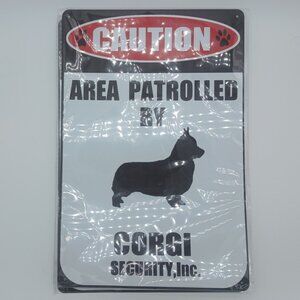 CAUTION
AREA PATROLLED
BY
CORGI
SECURITY,Inc.